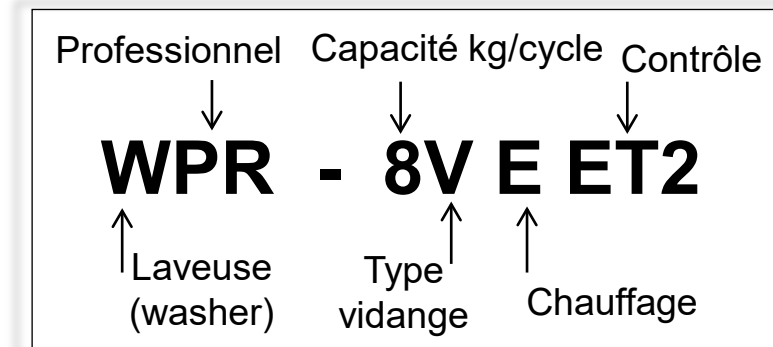 Professionnel Capacité kg/cycle Contrôle
WPR - 8V E ET2
Laveuse
(washer)
Type
vidange
Chauffage